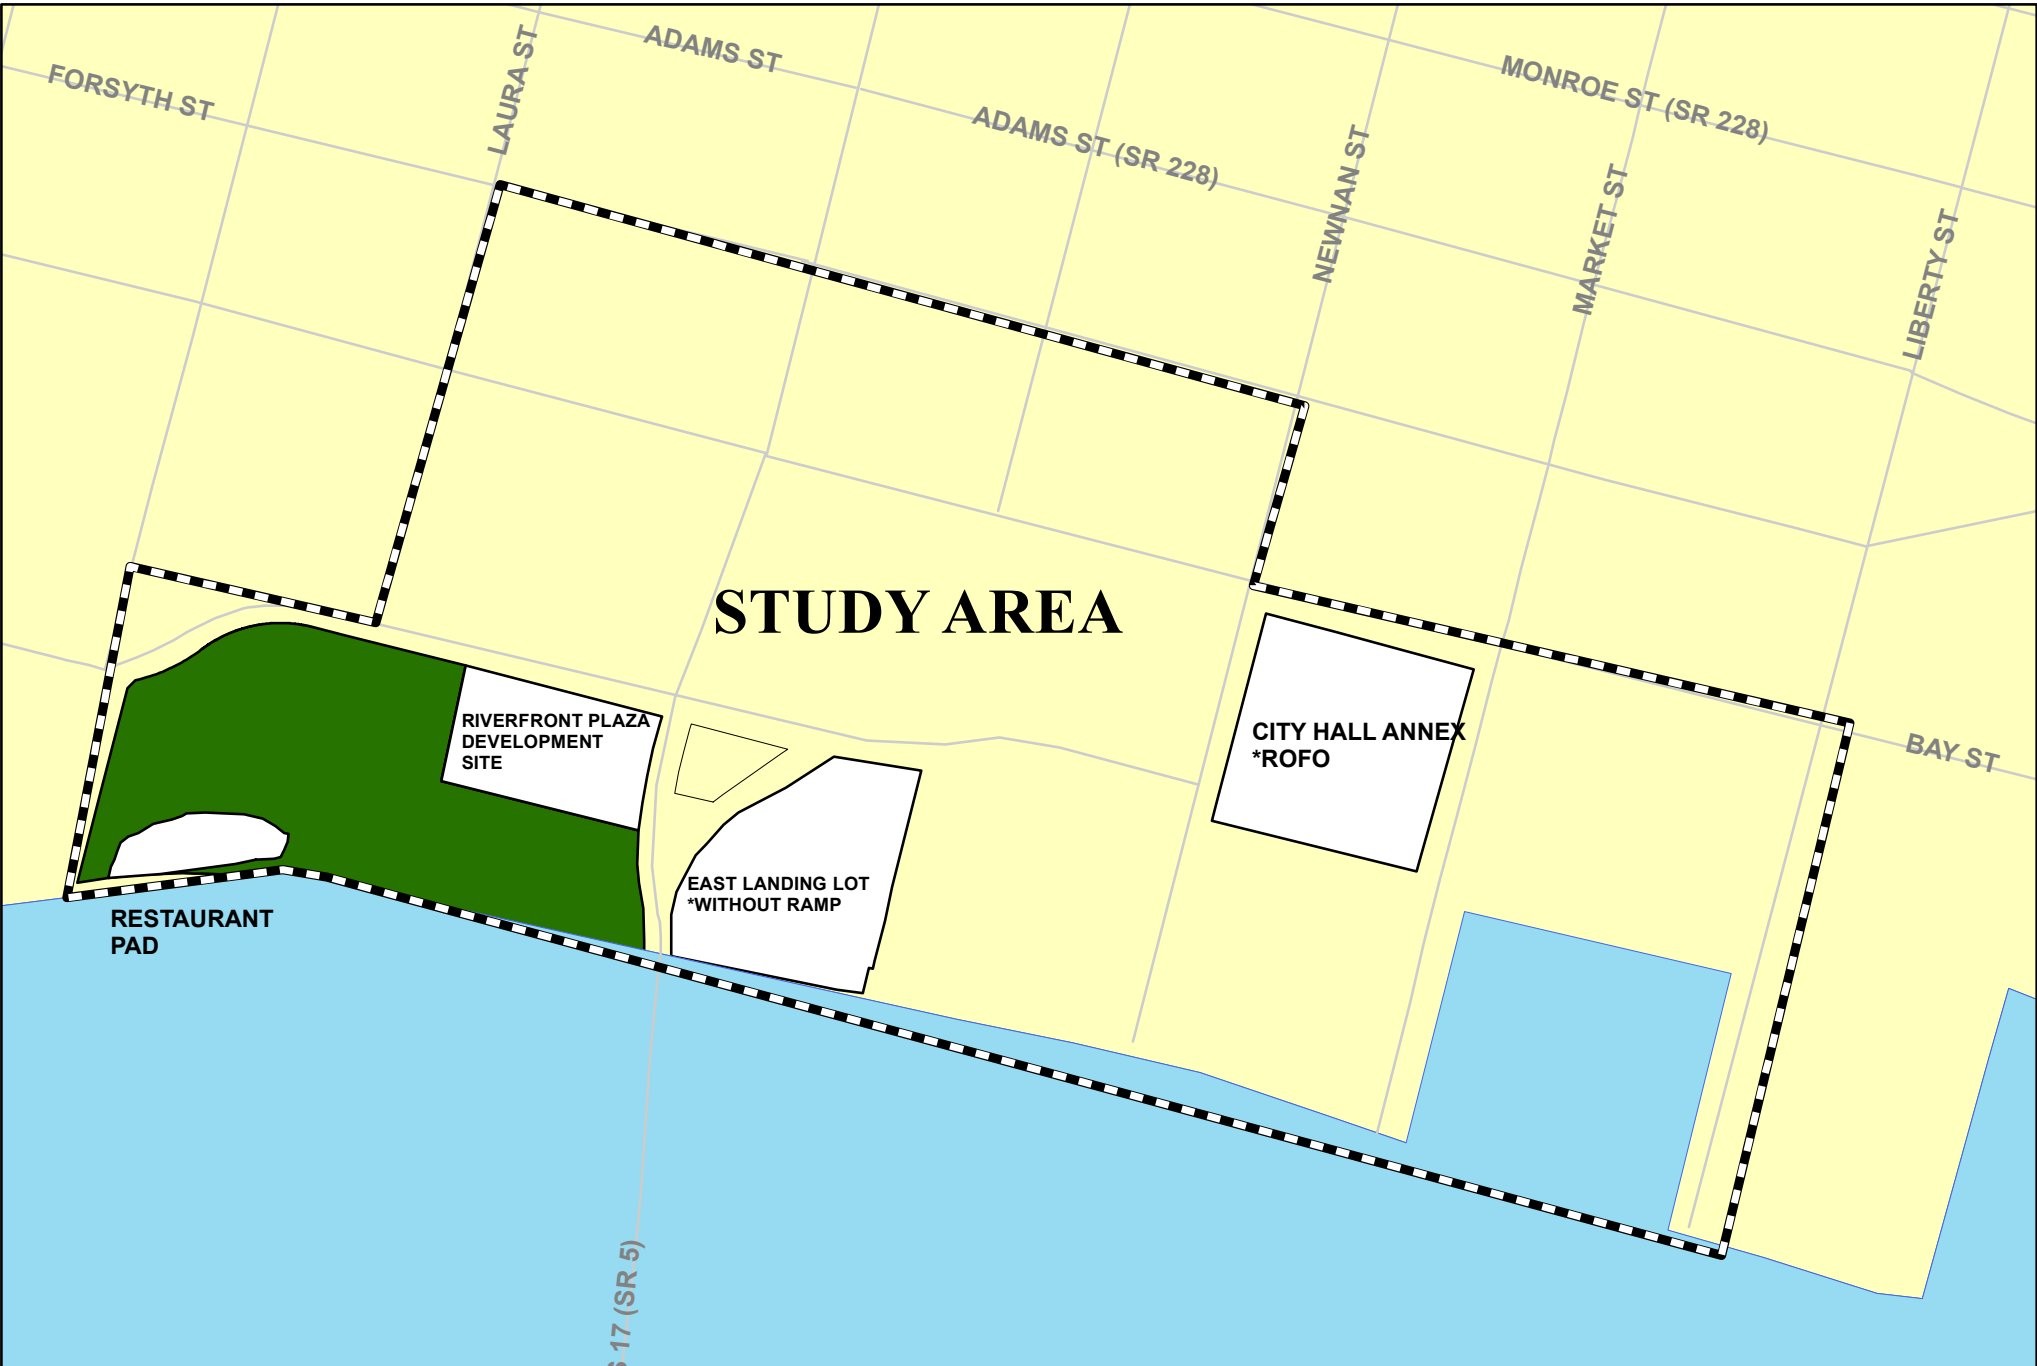 ADAMS ST
LAURA ST
FORSYTH ST
MONROE ST (SR 228)
ADAMS ST (SR 228)
NEWNAN ST
MARKET ST
LIBERTY ST
STUDY AREA
RIVERFRONT PLAZA
DEVELOPMENT
SITE
CITY HALL ANNEX
*ROFO
BAY ST
EAST LANDING LOT
*WITHOUT RAMP
RESTAURANT
PAD
S 17 (SR 5)